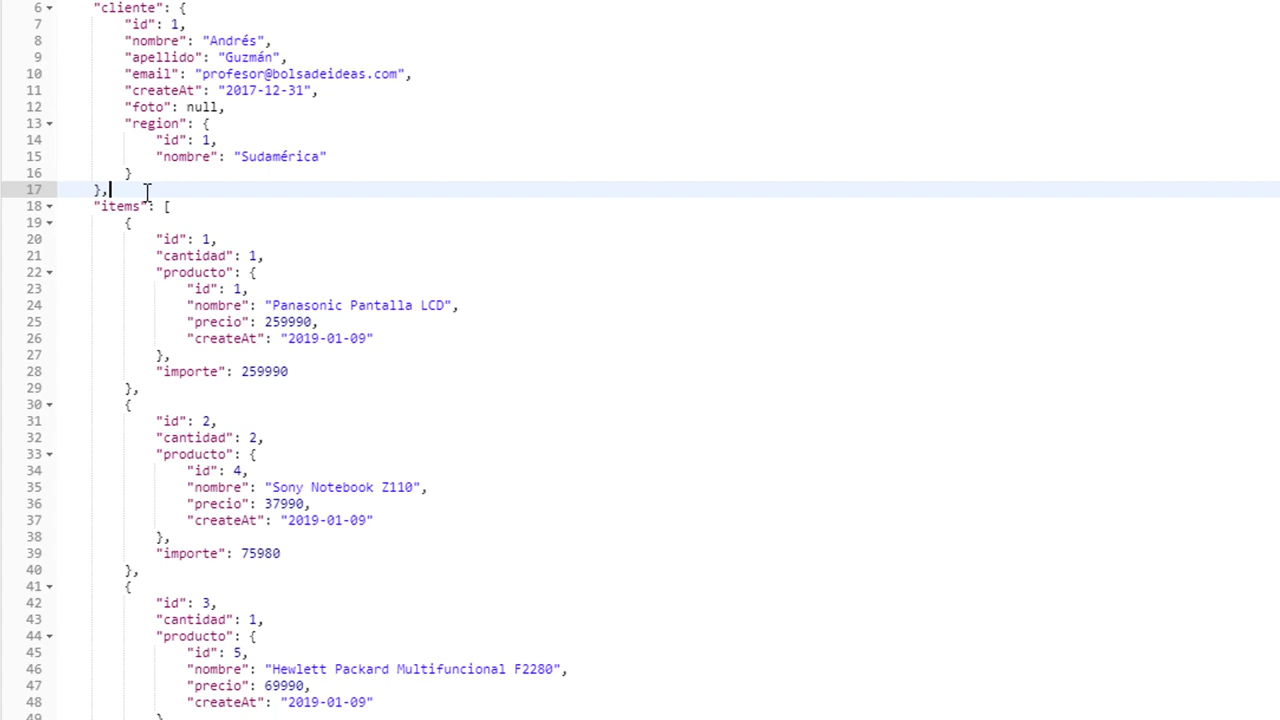 6 "cliente": {
7 "id": 1,
8 "nombre": "Andrés",
9 "apellido": "Guzmán",
10 "email": "profesor@bolsadeideas.com",
11 "createAt": "2017-12-31",
12 "foto": null,
13 "region": {
14 "id": 1,
15 "nombre": "Sudamérica"
16 }
17 },
18 "items": [
19 {
20 "id": 1,
21 "cantidad": 1,
22 "producto": {
23 "id": 1,
24 "nombre": "Panasonic Pantalla LCD",
25 "precio": 259990,
26 "createAt": "2019-01-09"
27 },
28 "importe": 259990
29 },
30 {
31 "id": 2,
32 "cantidad": 2,
33 "producto": {
34 "id": 4,
35 "nombre": "Sony Notebook Z110",
36 "precio": 37990,
37 "createAt": "2019-01-09"
38 },
39 "importe": 75980
40 },
41 {
42 "id": 3,
43 "cantidad": 1,
44 "producto": {
45 "id": 5,
46 "nombre": "Hewlett Packard Multifuncional F2280",
47 "precio": 69990,
48 "createAt": "2019-01-09"
49 }